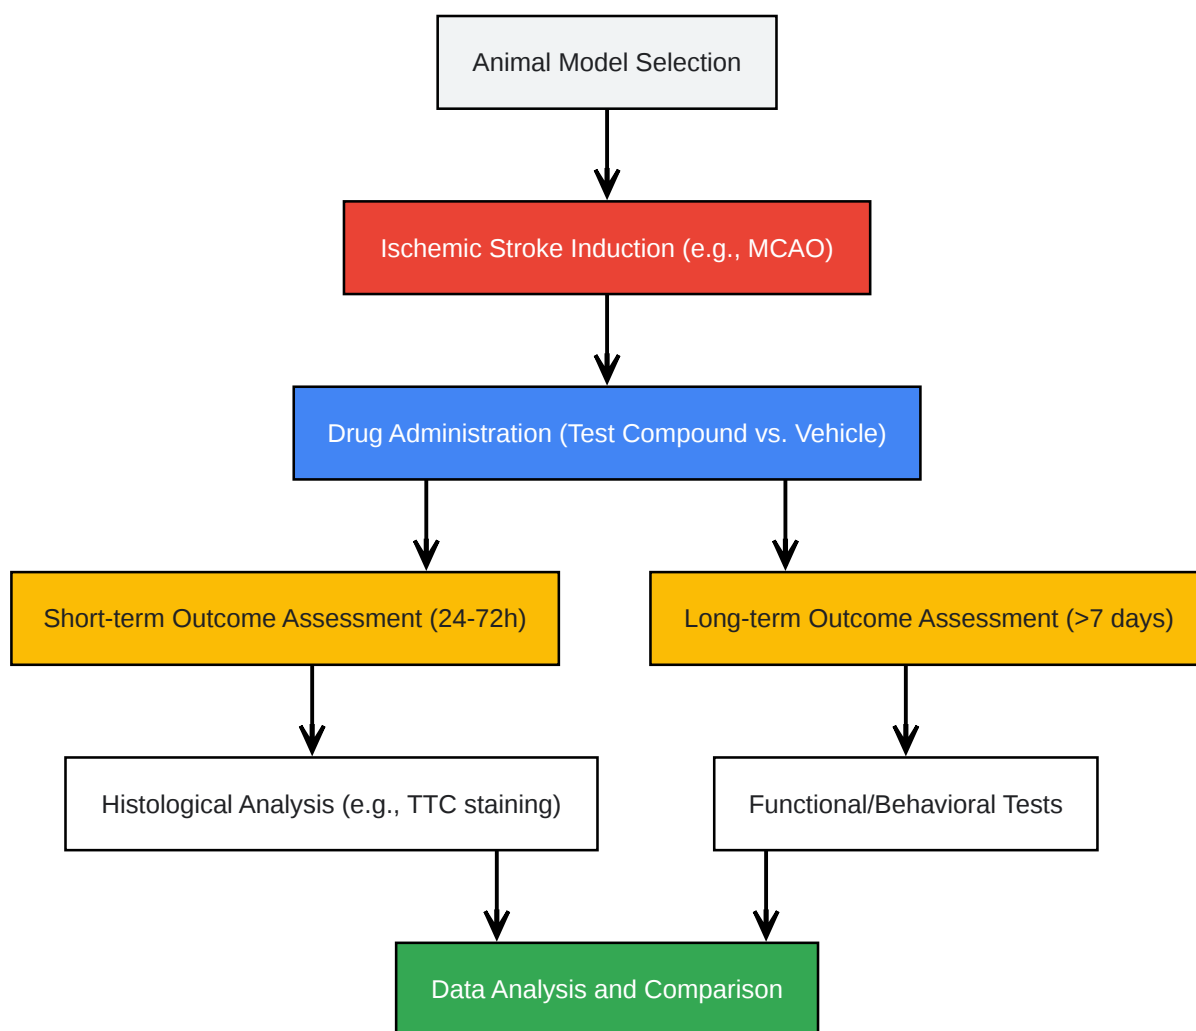 Animal Model Selection
Ischemic Stroke Induction (e.g., MCAO)
Drug Administration (Test Compound vs. Vehicle)
Short-term Outcome Assessment (24-72h)
Long-term Outcome Assessment (>7 days)
Histological Analysis (e.g., TTC staining)
Functional/Behavioral Tests
Data Analysis and Comparison